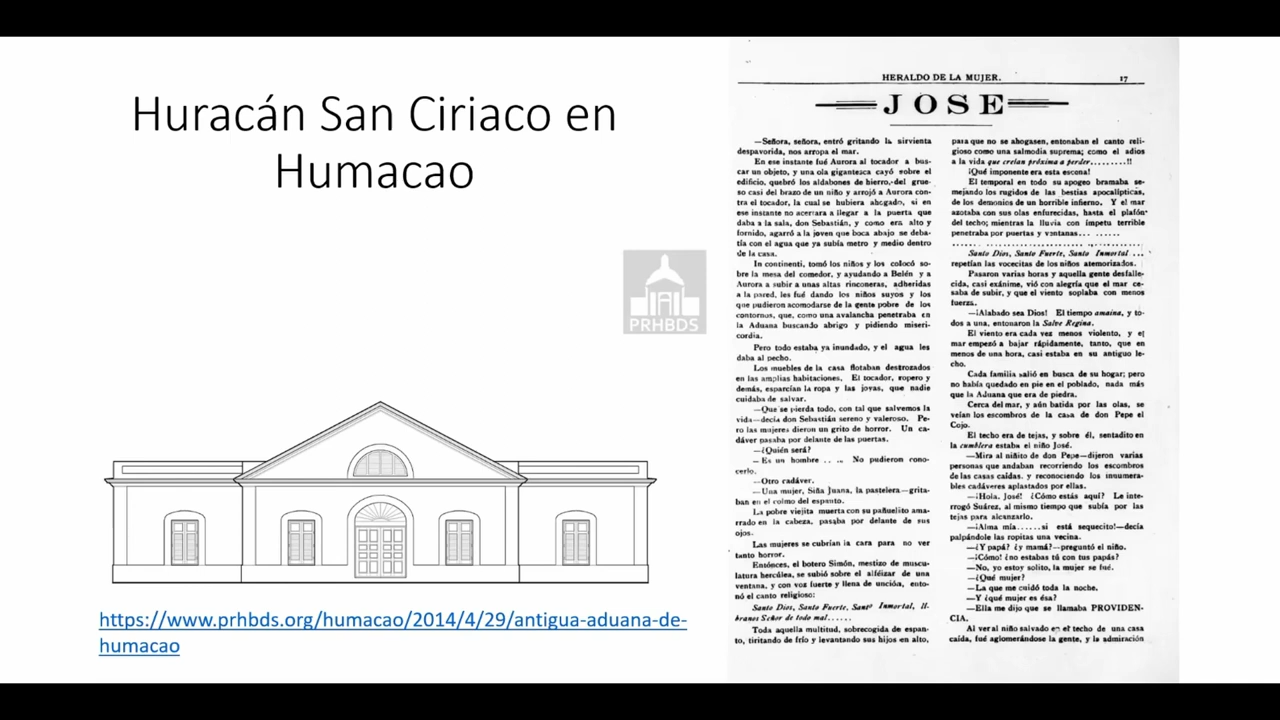 Huracán San Ciriaco en
Humacao
PRHBDS
https://www.prhbds.org/humacao/2014/4/29/antigua-aduana-de-
humacao
HERALDO DE LA MUJER. 17
JOSE
—Señora, señora, entró gritando la sirvienta
despavorida, nos arropa el mar.
En ese instante fué Aurora al tocador a bus-
car un objeto, y una ola gigantesca cayó sobre el
edificio, quebró los aldabones de hierro, del grue-
so casi del brazo de un niño y arrojó a Aurora con-
tra el tocador, la cual se hubiera ahogado, si en
ese instante no acertara a llegar a la puerta que
daba a la sala, don Sebastián, y como era alto y
fornido, agarró a la joven que boca abajo se deba-
tía con el agua que ya subía metro y medio dentro
de la casa.
In continenti, tomó los niños y los colocó so-
bre la mesa del comedor, y ayudando a Belén y a
Aurora a subir a unas altas rinconeras, adheridas
a la pared, les fué dando los niños suyos y los
que pudieron acomodarse de la gente pobre de los
contornos, que, como una avalancha penetraba en
la Aduana buscando abrigo y pidiendo miseri-
cordia.
Pero todo estaba ya inundado, y el agua les
daba al pecho.
Los muebles de la casa flotaban destrozados
en las amplias habitaciones. El tocador, ropero y
demás, esparcían la ropa y las joyas, que nadie
cuidaba de salvar.
—Que se pierda todo, con tal que salvemos la
vida—decía don Sebastián sereno y valeroso. Pe-
ro las mujeres dieron un grito de horror. Un ca-
dáver pasaba por delante de las puertas.
—¿Quién será?
—Es un hombre .. .. No pudieron cono-
cerlo.
—Otro cadáver.
—Una mujer, Siña Juana, la pastelera—grita-
ban en el colmo del espanto.
La pobre viejita muerta con su pañuelito ama-
rrado en la cabeza, pasaba por delante de sus
ojos.
Las mujeres se cubrían la cara para no ver
tanto horror.
Entónces, el botero Simón, mestizo de muscu-
latura hercúlea, se subió sobre el alféizar de una
ventana, y con voz fuerte y llena de unción, ento-
nó el canto religioso:
Santo Dios, Santo Fuerte, Santo Inmortal, lí-
branos Señor de todo mal......
Toda aquella multitud, sobrecogida de espan-
to, tiritando de frío y levantando sus hijos en alto,
para que no se ahogasen, entonaban el canto reli-
gioso como una salmodia suprema; como el adios
a la vida que creían próxima a perder.........!!
¡Qué imponente era esta escena!
El temporal en todo su apogeo bramaba se-
mejando los rugidos de las bestias apocalípticas,
de los demonios de un horrible infierno. Y el mar
azotaba con sus olas enfurecidas, hasta el plafón
del techo; mientras la lluvia con ímpetu terrible
penetraba por puertas y ventanas... ......
Santo Dios, Santo Fuerte, Santo Inmortal ...
repetían las vocecitas de los niños atemorizados.
Pasaron varias horas y aquella gente desfalle-
cida, casi exánime, vió con alegría que el mar ce-
saba de subir, y que el viento soplaba con menos
fuerza.
—¡Alabado sea Dios! El tiempo amaina, y to-
dos a una, entonaron la Salve Regina.
El viento era cada vez menos violento, y el
mar empezó a bajar rápidamente, tanto, que en
menos de una hora, casi estaba en su antiguo le-
cho.
Cada familia salió en busca de su hogar; pero
no había quedado en pie en el poblado, nada más
que la Aduana que era de piedra.
Cerca del mar, y aún batida por las olas, se
veían los escombros de la casa de don Pepe el
Cojo.
El techo era de tejas, y sobre él, sentadito en
la cumblera estaba el niño José.
—Mira al niñito de don Pepe—dijeron varias
personas que andaban recorriendo los escombros
de las casas caídas, y reconociendo los innumera-
bles cadáveres aplastados por ellas.
—¡Hola, José! ¿Cómo estás aquí? Le inte-
rrogó Suárez, al mismo tiempo que subía por las
tejas para alcanzarlo.
—¡Alma mía......si está sequecito!—decía
palpándole las ropitas una vecina.
—¿Y papá? ¿y mamá?—preguntó el niño.
—¡Cómo! ¿no estabas tú con tus papás?
—No, yo estoy solito, la mujer se fué.
—¿Qué mujer?
—La que me cuidó toda la noche.
—Y ¿qué mujer es ésa?
—Ella me dijo que se llamaba PROVIDEN-
CIA.
Al ver al niño salvado en el techo de una casa
caída, fué aglomerándose la gente, y la admiración